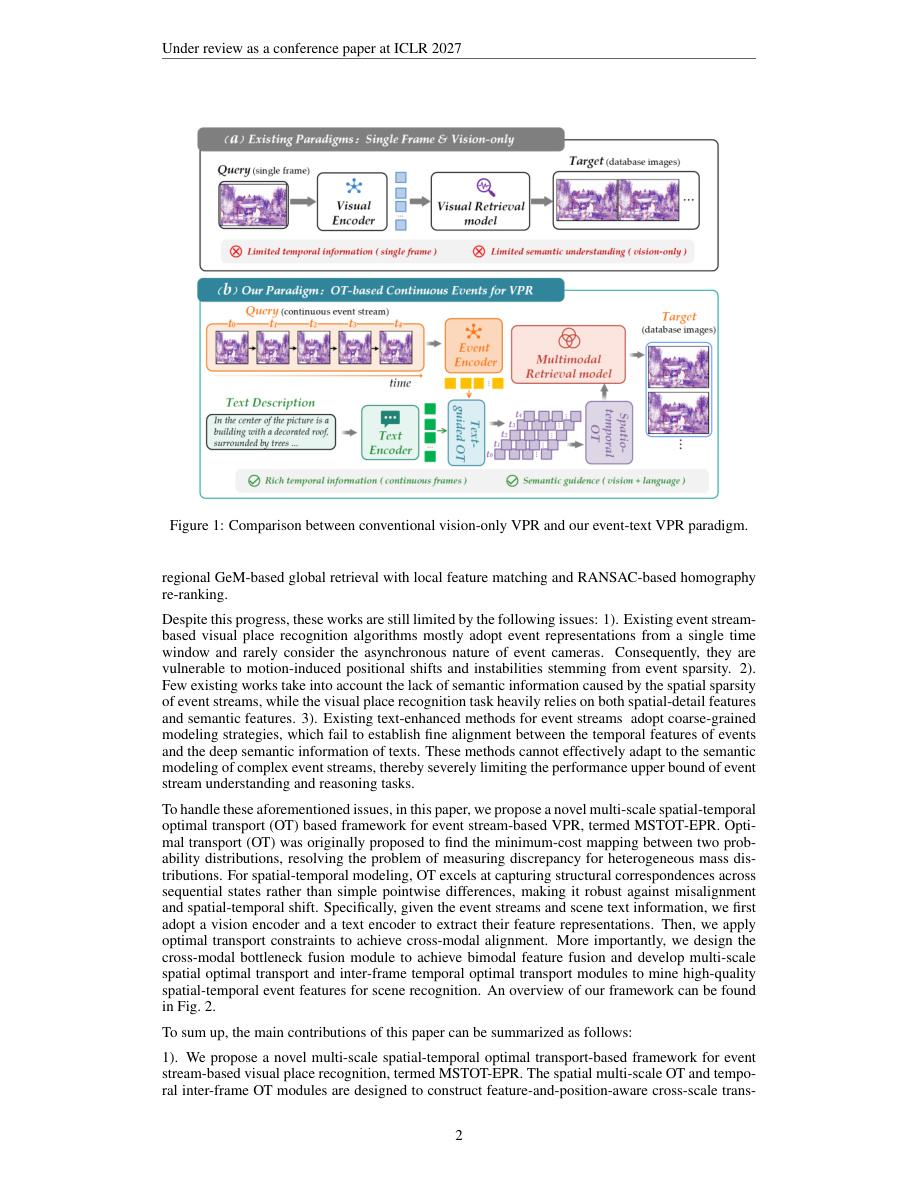 Under review as a conference paper at ICLR 2027
(a) Existing Paradigms: Single Frame & Vision-only
Query (single frame)
Visual
Encoder
...
Visual Retrieval
model
Target (database images)
...
Limited temporal information ( single frame )
Limited semantic understanding ( vision-only )
(b) Our Paradigm: OT-based Continuous Events for VPR
Query (continuous event stream)
t₀ t₁ t₂ t₃ t₄
time
Event
Encoder
Multimodal
Retrieval model
Target
(database images)
Text Description
In the center of the picture is a
building with a decorated roof,
surrounded by trees ...
Text
Encoder
...
Text-
guided OT
t₄
t₃
t₂
t₁
t₀
Spatio-
temporal
OT
Rich temporal information ( continuous frames )
Semantic guidance ( vision + language )
Figure 1: Comparison between conventional vision-only VPR and our event-text VPR paradigm.
regional GeM-based global retrieval with local feature matching and RANSAC-based homography
re-ranking.
Despite this progress, these works are still limited by the following issues: 1). Existing event stream-
based visual place recognition algorithms mostly adopt event representations from a single time
window and rarely consider the asynchronous nature of event cameras. Consequently, they are
vulnerable to motion-induced positional shifts and instabilities stemming from event sparsity. 2).
Few existing works take into account the lack of semantic information caused by the spatial sparsity
of event streams, while the visual place recognition task heavily relies on both spatial-detail features
and semantic features. 3). Existing text-enhanced methods for event streams adopt coarse-grained
modeling strategies, which fail to establish fine alignment between the temporal features of events
and the deep semantic information of texts. These methods cannot effectively adapt to the semantic
modeling of complex event streams, thereby severely limiting the performance upper bound of event
stream understanding and reasoning tasks.
To handle these aforementioned issues, in this paper, we propose a novel multi-scale spatial-temporal
optimal transport (OT) based framework for event stream-based VPR, termed MSTOT-EPR. Opti-
mal transport (OT) was originally proposed to find the minimum-cost mapping between two prob-
ability distributions, resolving the problem of measuring discrepancy for heterogeneous mass dis-
tributions. For spatial-temporal modeling, OT excels at capturing structural correspondences across
sequential states rather than simple pointwise differences, making it robust against misalignment
and spatial-temporal shift. Specifically, given the event streams and scene text information, we first
adopt a vision encoder and a text encoder to extract their feature representations. Then, we apply
optimal transport constraints to achieve cross-modal alignment. More importantly, we design the
cross-modal bottleneck fusion module to achieve bimodal feature fusion and develop multi-scale
spatial optimal transport and inter-frame temporal optimal transport modules to mine high-quality
spatial-temporal event features for scene recognition. An overview of our framework can be found
in Fig. 2.
To sum up, the main contributions of this paper can be summarized as follows:
1). We propose a novel multi-scale spatial-temporal optimal transport-based framework for event
stream-based visual place recognition, termed MSTOT-EPR. The spatial multi-scale OT and tempo-
ral inter-frame OT modules are designed to construct feature-and-position-aware cross-scale trans-
2